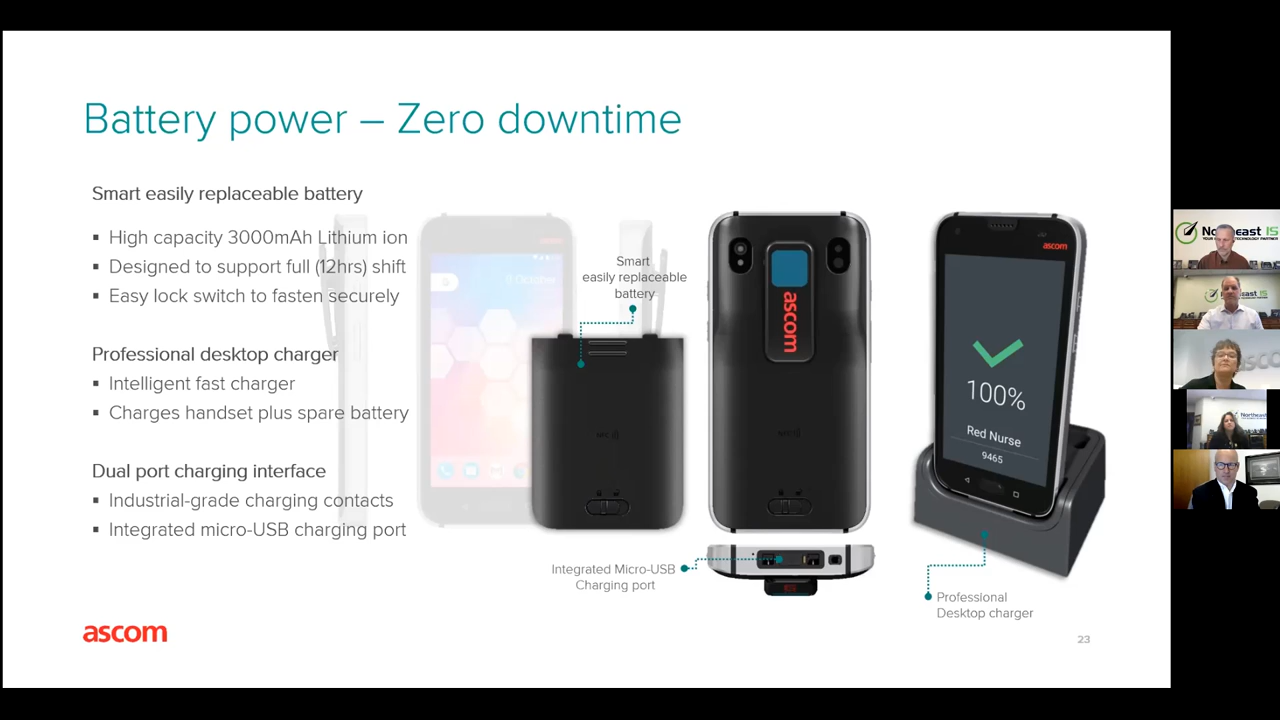 Battery power – Zero downtime
Smart easily replaceable battery
▪ High capacity 3000mAh Lithium ion
▪ Designed to support full (12hrs) shift
▪ Easy lock switch to fasten securely
Professional desktop charger
▪ Intelligent fast charger
▪ Charges handset plus spare battery
Dual port charging interface
▪ Industrial-grade charging contacts
▪ Integrated micro-USB charging port
Smart
easily replaceable
battery
ascom
ascom
100%
Red Nurse
9465
Integrated Micro-USB
Charging port
Professional
Desktop charger
ascom
23
Northeast IS